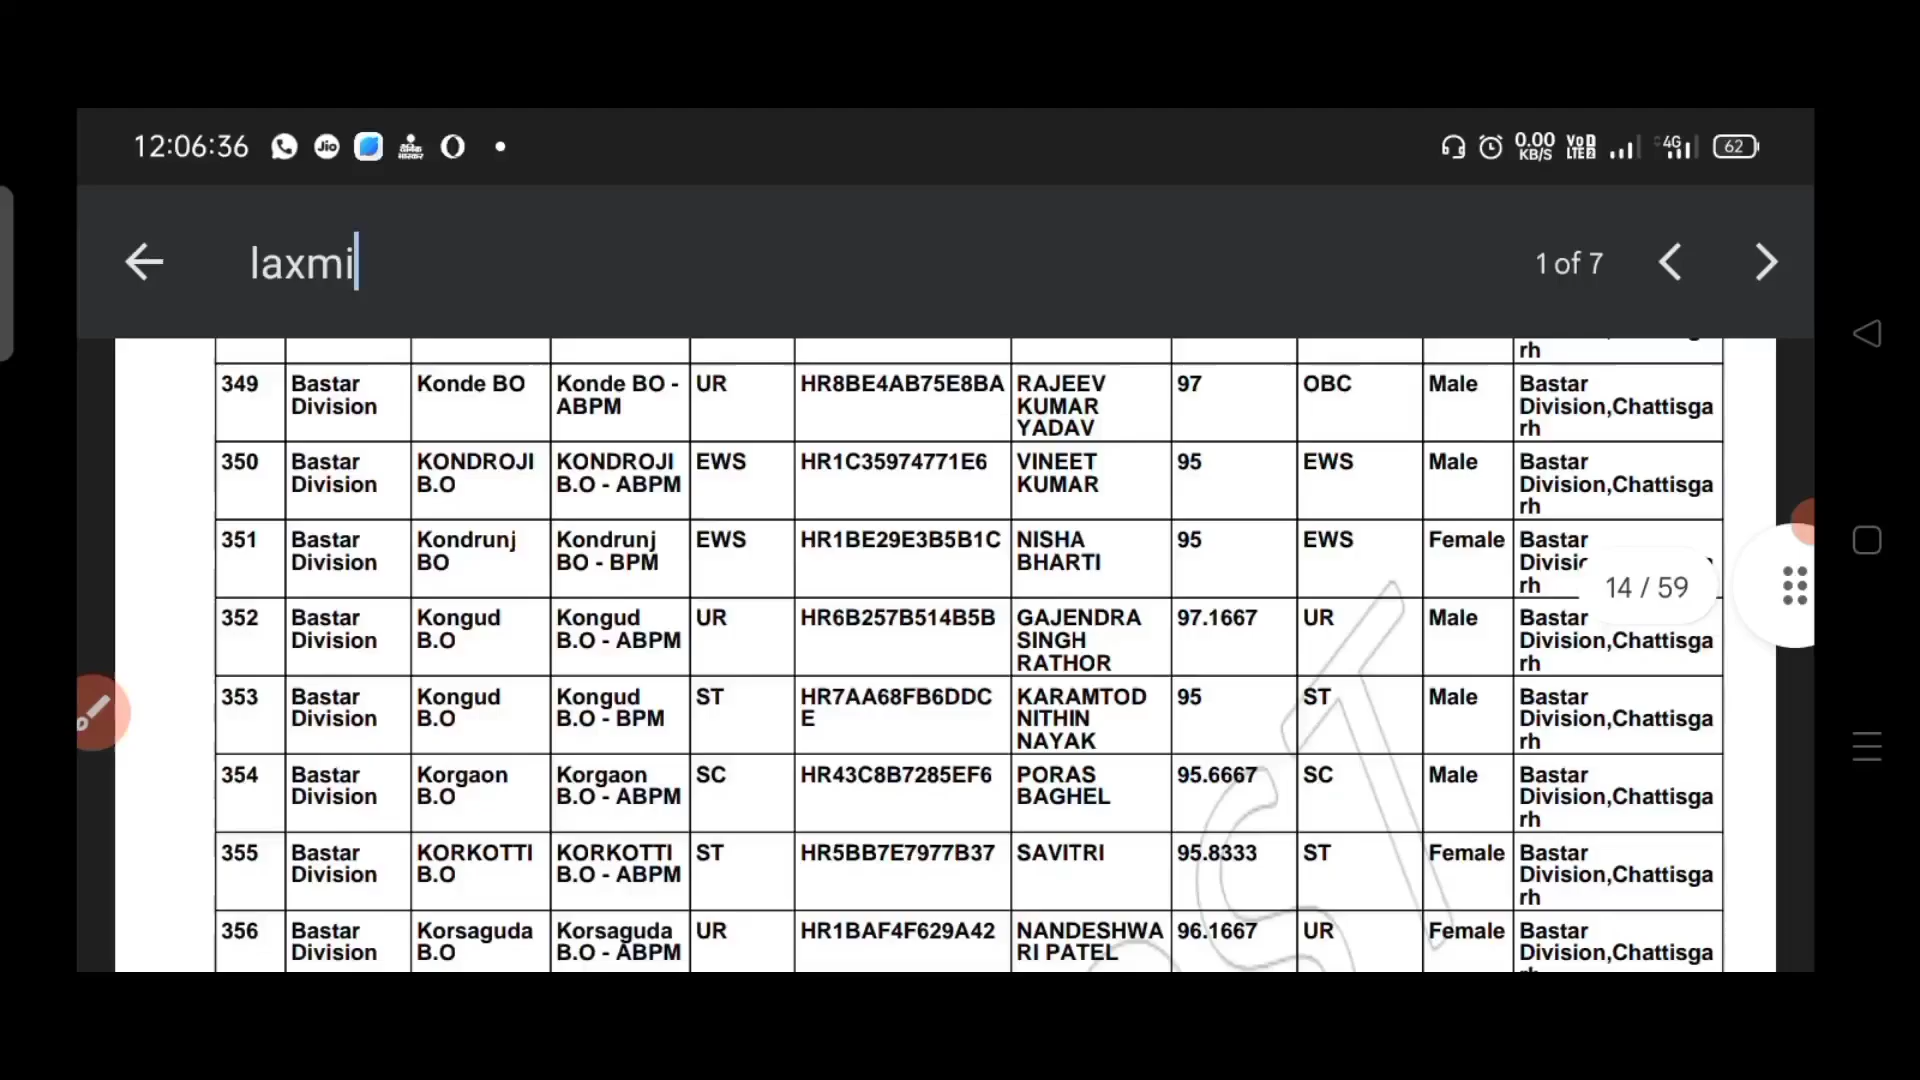 12:06:36
Jio
दैनिक
भास्कर
0.00
KB/S
VoD
LTE2
4G
62
laxmi
1 of 7
rh
349 Bastar Division Konde BO Konde BO - ABPM UR HR8BE4AB75E8BA RAJEEV KUMAR YADAV 97 OBC Male Bastar Division,Chattisga rh
350 Bastar Division KONDROJI B.O KONDROJI B.O - ABPM EWS HR1C35974771E6 VINEET KUMAR 95 EWS Male Bastar Division,Chattisga rh
351 Bastar Division Kondrunj BO Kondrunj BO - BPM EWS HR1BE29E3B5B1C NISHA BHARTI 95 EWS Female Bastar rh
14 / 59
352 Bastar Division Kongud B.O Kongud B.O - ABPM UR HR6B257B514B5B GAJENDRA SINGH RATHOR 97.1667 UR Male Bastar Division,Chattisga rh
353 Bastar Division Kongud B.O Kongud B.O - BPM ST HR7AA68FB6DDC E KARAMTOD NITHIN NAYAK 95 ST Male Bastar Division,Chattisga rh
354 Bastar Division Korgaon B.O Korgaon B.O - ABPM SC HR43C8B7285EF6 PORAS BAGHEL 95.6667 SC Male Bastar Division,Chattisga rh
355 Bastar Division KORKOTTI B.O KORKOTTI B.O - ABPM ST HR5BB7E7977B37 SAVITRI 95.8333 ST Female Bastar Division,Chattisga rh
356 Bastar Division Korsaguda B.O Korsaguda B.O - ABPM UR HR1BAF4F629A42 NANDESHWA RI PATEL 96.1667 UR Female Bastar Division,Chattisga